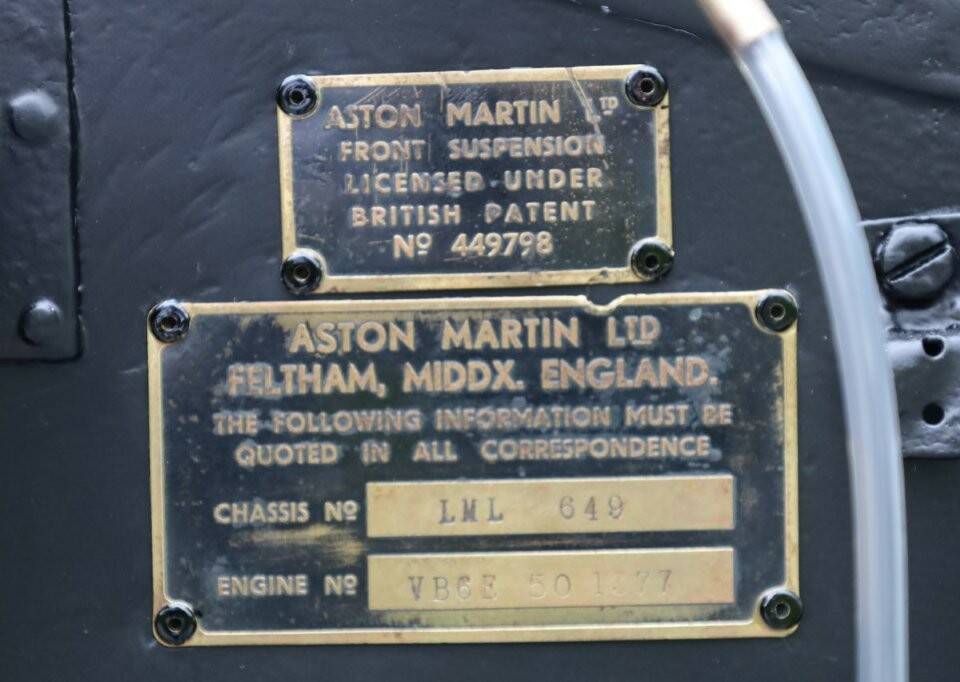 ASTON MARTIN LTD
FRONT SUSPENSION
LICENSED UNDER
BRITISH PATENT
Nº 449798
ASTON MARTIN LTD
FELTHAM, MIDDX. ENGLAND.
THE FOLLOWING INFORMATION MUST BE
QUOTED IN ALL CORRESPONDENCE
CHASSIS Nº LML 649
ENGINE Nº VB6E 50